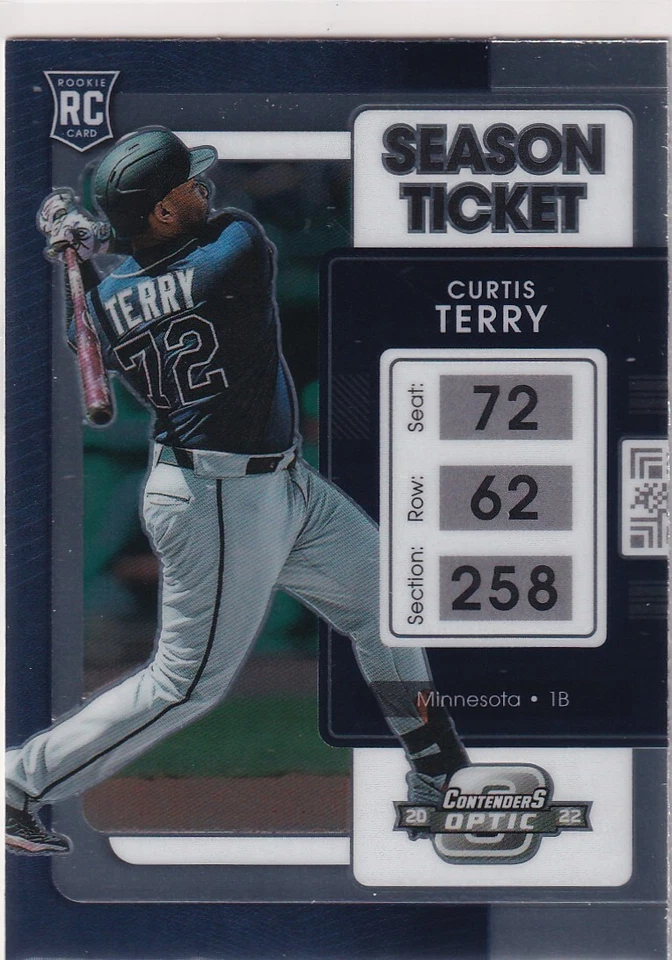 ROOKIE
RC
CARD
SEASON
TICKET
CURTIS
TERRY
TERRY
72
Seat: 72
Row: 62
Section: 258
Minnesota • 1B
CONTENDERS
20 OPTIC 22